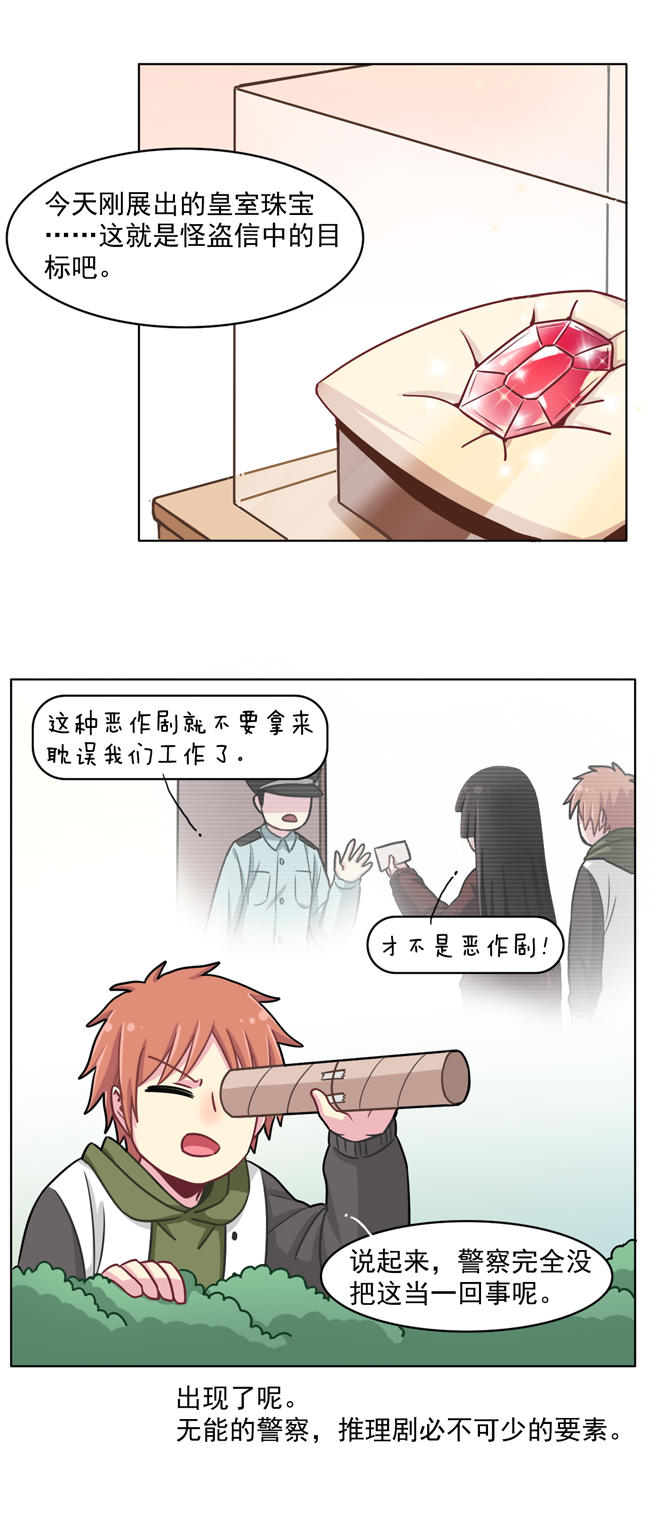 今天刚展出的皇室珠宝
……这就是怪盗信中的目
标吧。
这种恶作剧就不要拿来
耽误我们工作了。
才不是恶作剧!
说起来，警察完全没
把这当一回事呢。
出现了呢。
无能的警察，推理剧必不可少的要素。